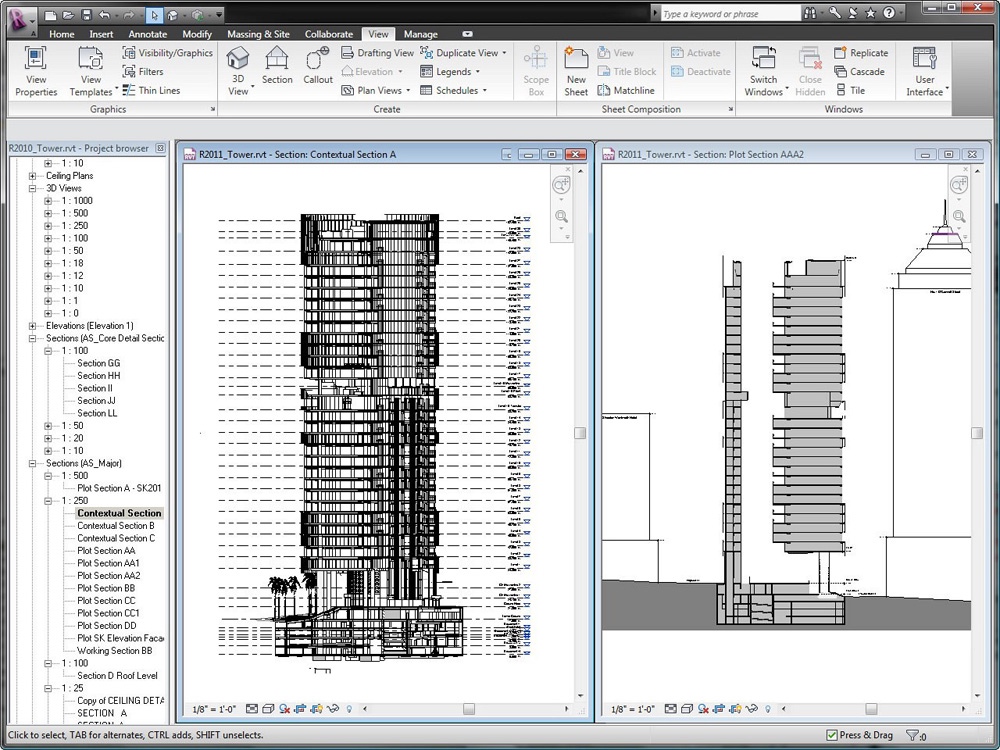 Type a keyword or phrase
Home Insert Annotate Modify Massing & Site Collaborate View Manage
View Properties
View Templates
Visibility/Graphics
Filters
Thin Lines
Graphics
3D View
Section
Callout
Drafting View
Elevation
Plan Views
Duplicate View
Legends
Schedules
Create
Scope Box
New Sheet
View
Title Block
Matchline
Activate
Deactivate
Sheet Composition
Switch Windows
Close Hidden
Replicate
Cascade
Tile
Windows
User Interface
R2010_Tower.rvt - Project browser
1 : 10
Ceiling Plans
3D Views
1 : 1000
1 : 500
1 : 250
1 : 100
1 : 50
1 : 18
1 : 12
1 : 10
1 : 1
1 : 0
Elevations (Elevation 1)
Sections (AS_Core Detail Sectic
1 : 100
Section GG
Section HH
Section II
Section JJ
Section LL
1 : 50
1 : 20
1 : 10
Sections (AS_Major)
1 : 500
Plot Section A - SK201
1 : 250
Contextual Section
Contextual Section B
Contextual Section C
Plot Section AA
Plot Section AA1
Plot Section AA2
Plot Section BB
Plot Section CC
Plot Section CC1
Plot Section DD
Plot SK Elevation Faca
Working Section BB
1 : 100
Section D Roof Level
1 : 25
Copy of CEILING DETA
SECTION A
R2011_Tower.rvt - Section: Contextual Section A
1/8" = 1'-0"
R2011_Tower.rvt - Section: Plot Section AAA2
1/8" = 1'-0"
Click to select, TAB for alternates, CTRL adds, SHIFT unselects.
Press & Drag
:0